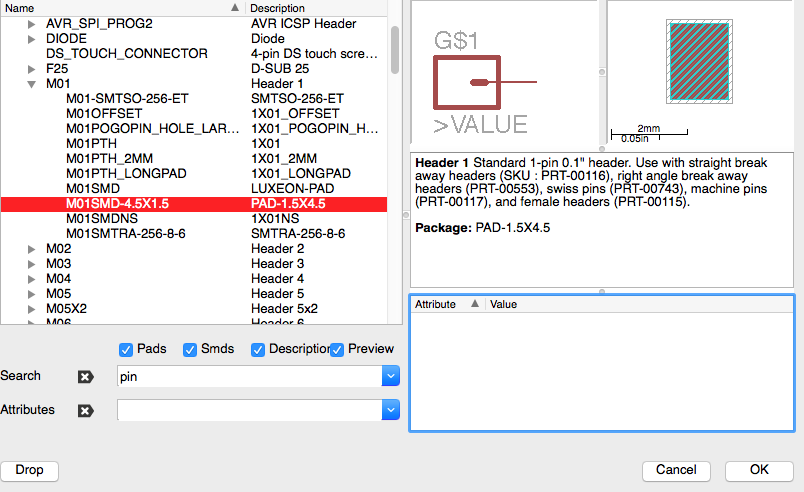 Name Description
AVR_SPI_PROG2 AVR ICSP Header
DIODE Diode
DS_TOUCH_CONNECTOR 4-pin DS touch scre…
F25 D-SUB 25
M01 Header 1
M01-SMTSO-256-ET SMTSO-256-ET
M01OFFSET 1X01_OFFSET
M01POGOPIN_HOLE_LAR… 1X01_POGOPIN_H…
M01PTH 1X01
M01PTH_2MM 1X01_2MM
M01PTH_LONGPAD 1X01_LONGPAD
M01SMD LUXEON-PAD
M01SMD-4.5X1.5 PAD-1.5X4.5
M01SMDNS 1X01NS
M01SMTRA-256-8-6 SMTRA-256-8-6
M02 Header 2
M03 Header 3
M04 Header 4
M05 Header 5
M05X2 Header 5x2
M06 Header 6
Pads Smds Description Preview
Search pin
Attributes
Drop
G$1
>VALUE
2mm
0.05in
Header 1 Standard 1-pin 0.1" header. Use with straight break
away headers (SKU : PRT-00116), right angle break away
headers (PRT-00553), swiss pins (PRT-00743), machine pins
(PRT-00117), and female headers (PRT-00115).
Package: PAD-1.5X4.5
Attribute Value
Cancel OK